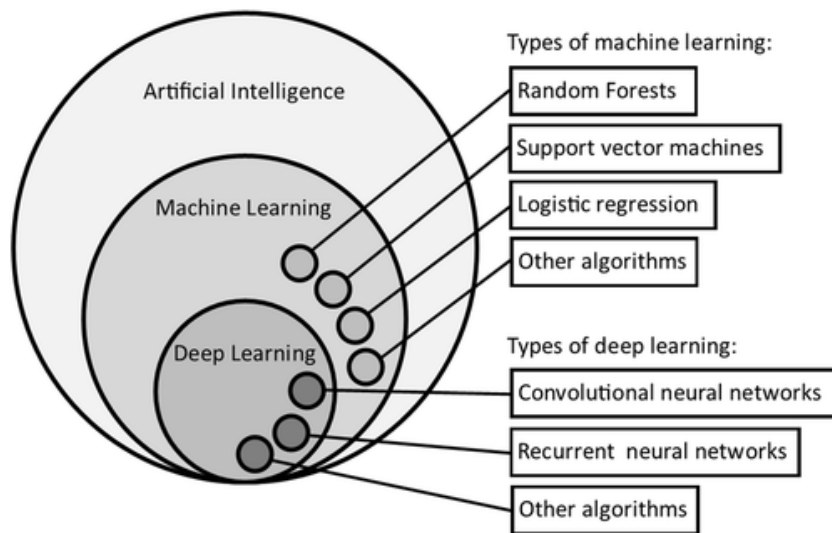 Artificial Intelligence
Machine Learning
Deep Learning
Types of machine learning:
Random Forests
Support vector machines
Logistic regression
Other algorithms
Types of deep learning:
Convolutional neural networks
Recurrent neural networks
Other algorithms